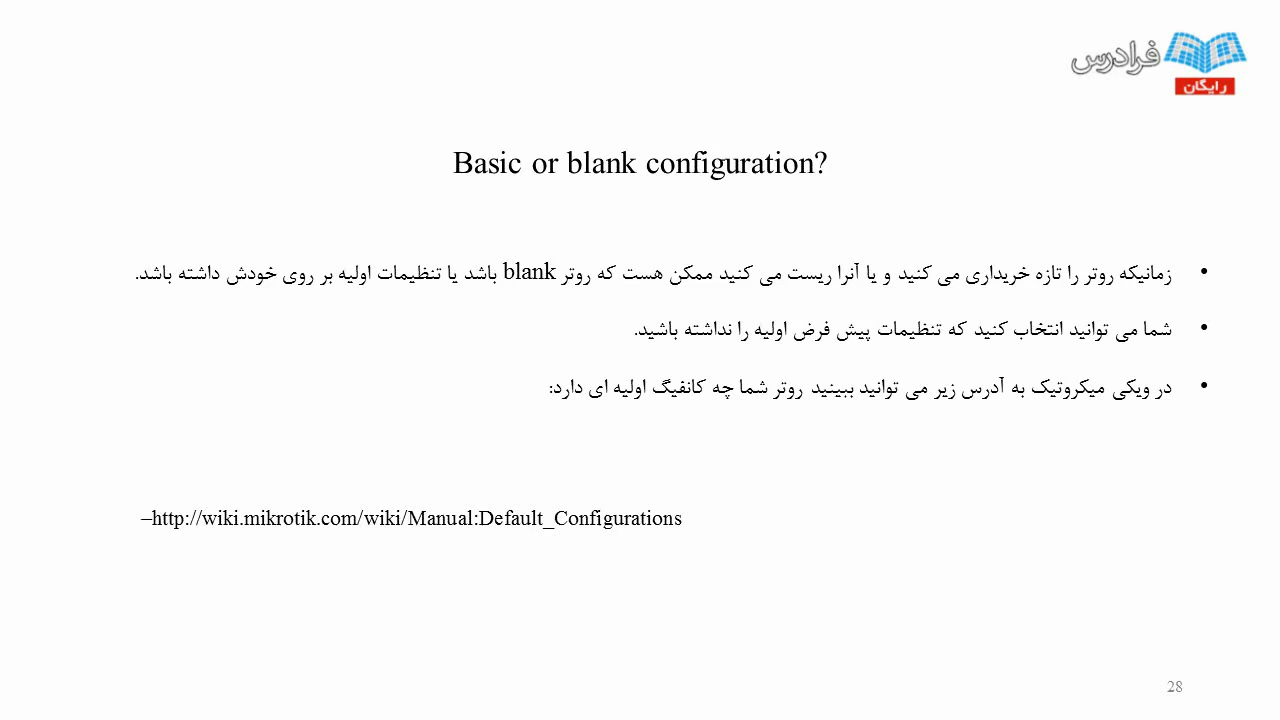 فرادرس
رایگان
Basic or blank configuration?
• زمانیکه روتر را تازه خریداری می کنید و یا آنرا ریست می کنید ممکن هست که روتر blank باشد یا تنظیمات اولیه بر روی خودش داشته باشد.
• شما می توانید انتخاب کنید که تنظیمات پیش فرض اولیه را نداشته باشید.
• در ویکی میکروتیک به آدرس زیر می توانید ببینید روتر شما چه کانفیگ اولیه ای دارد:
–http://wiki.mikrotik.com/wiki/Manual:Default_Configurations
28